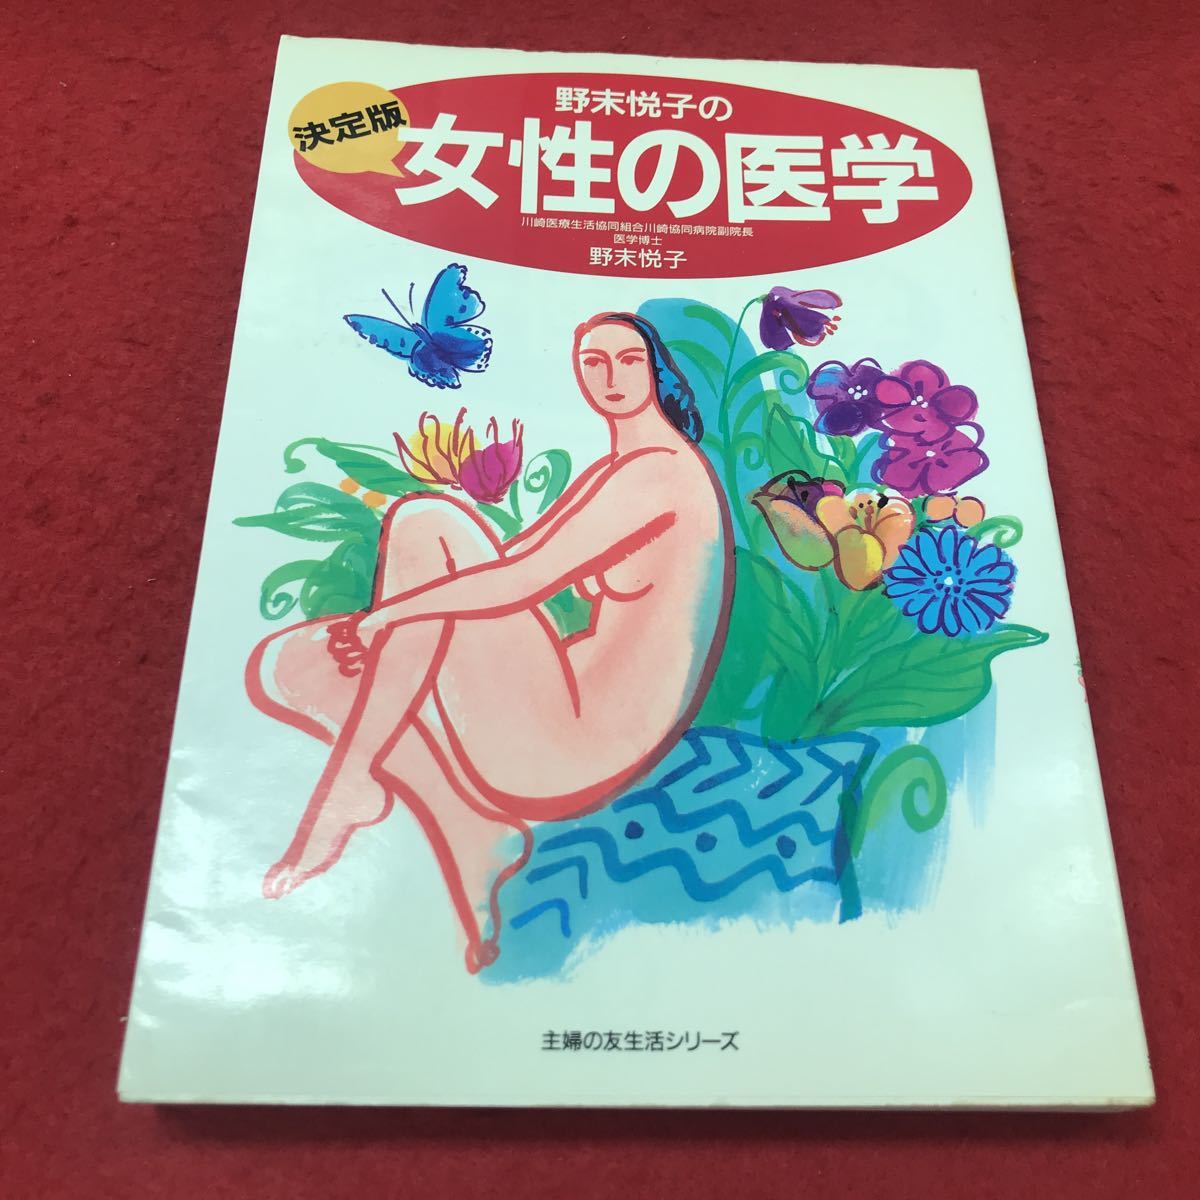 決定版
野末悦子の
女性の医学
川崎医療生活協同組合川崎協同病院副院長
医学博士
野末悦子
主婦の友生活シリーズ